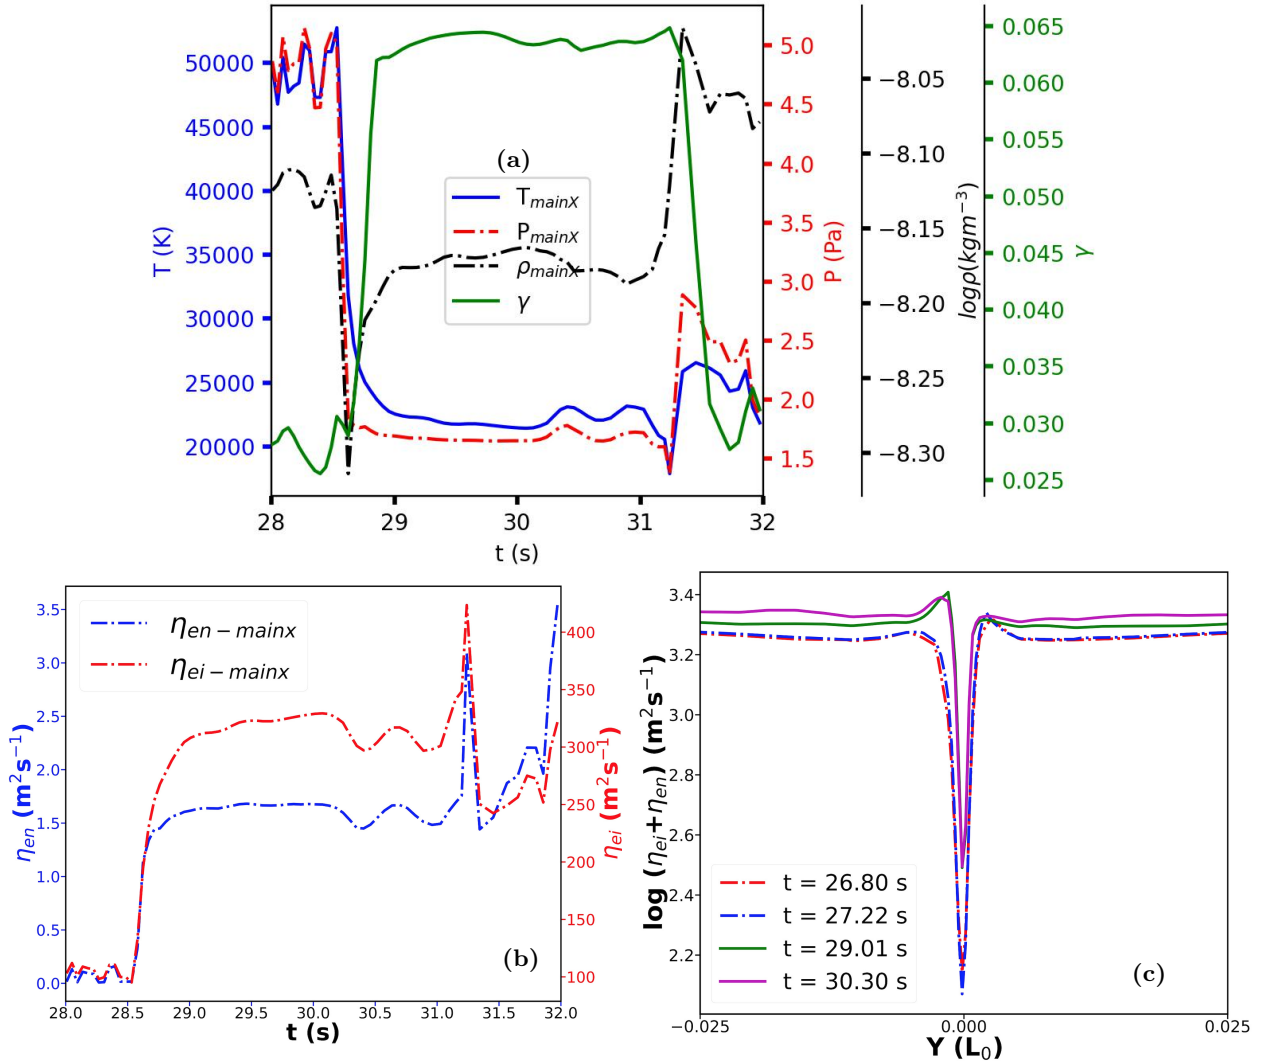 (a)
T (K)
50000
45000
40000
35000
30000
25000
20000
T_mainX
P_mainX
ρ_mainX
γ
5.0
4.5
4.0
3.5
3.0
2.5
2.0
1.5
P (Pa)
−8.05
−8.10
−8.15
−8.20
−8.25
−8.30
logρ(kgm⁻³)
0.065
0.060
0.055
0.050
0.045
0.040
0.035
0.030
0.025
γ
28 29 30 31 32
t (s)
η_en (m²s⁻¹)
3.5
3.0
2.5
2.0
1.5
1.0
0.5
0.0
η_en−mainx
η_ei−mainx
400
350
300
250
200
150
100
η_ei (m²s⁻¹)
(b)
28.0 28.5 29.0 29.5 30.0 30.5 31.0 31.5 32.0
t (s)
log (η_ei+η_en) (m²s⁻¹)
3.4
3.2
3.0
2.8
2.6
2.4
2.2
t = 26.80 s
t = 27.22 s
t = 29.01 s
t = 30.30 s
(c)
−0.025 0.000 0.025
Y (L₀)